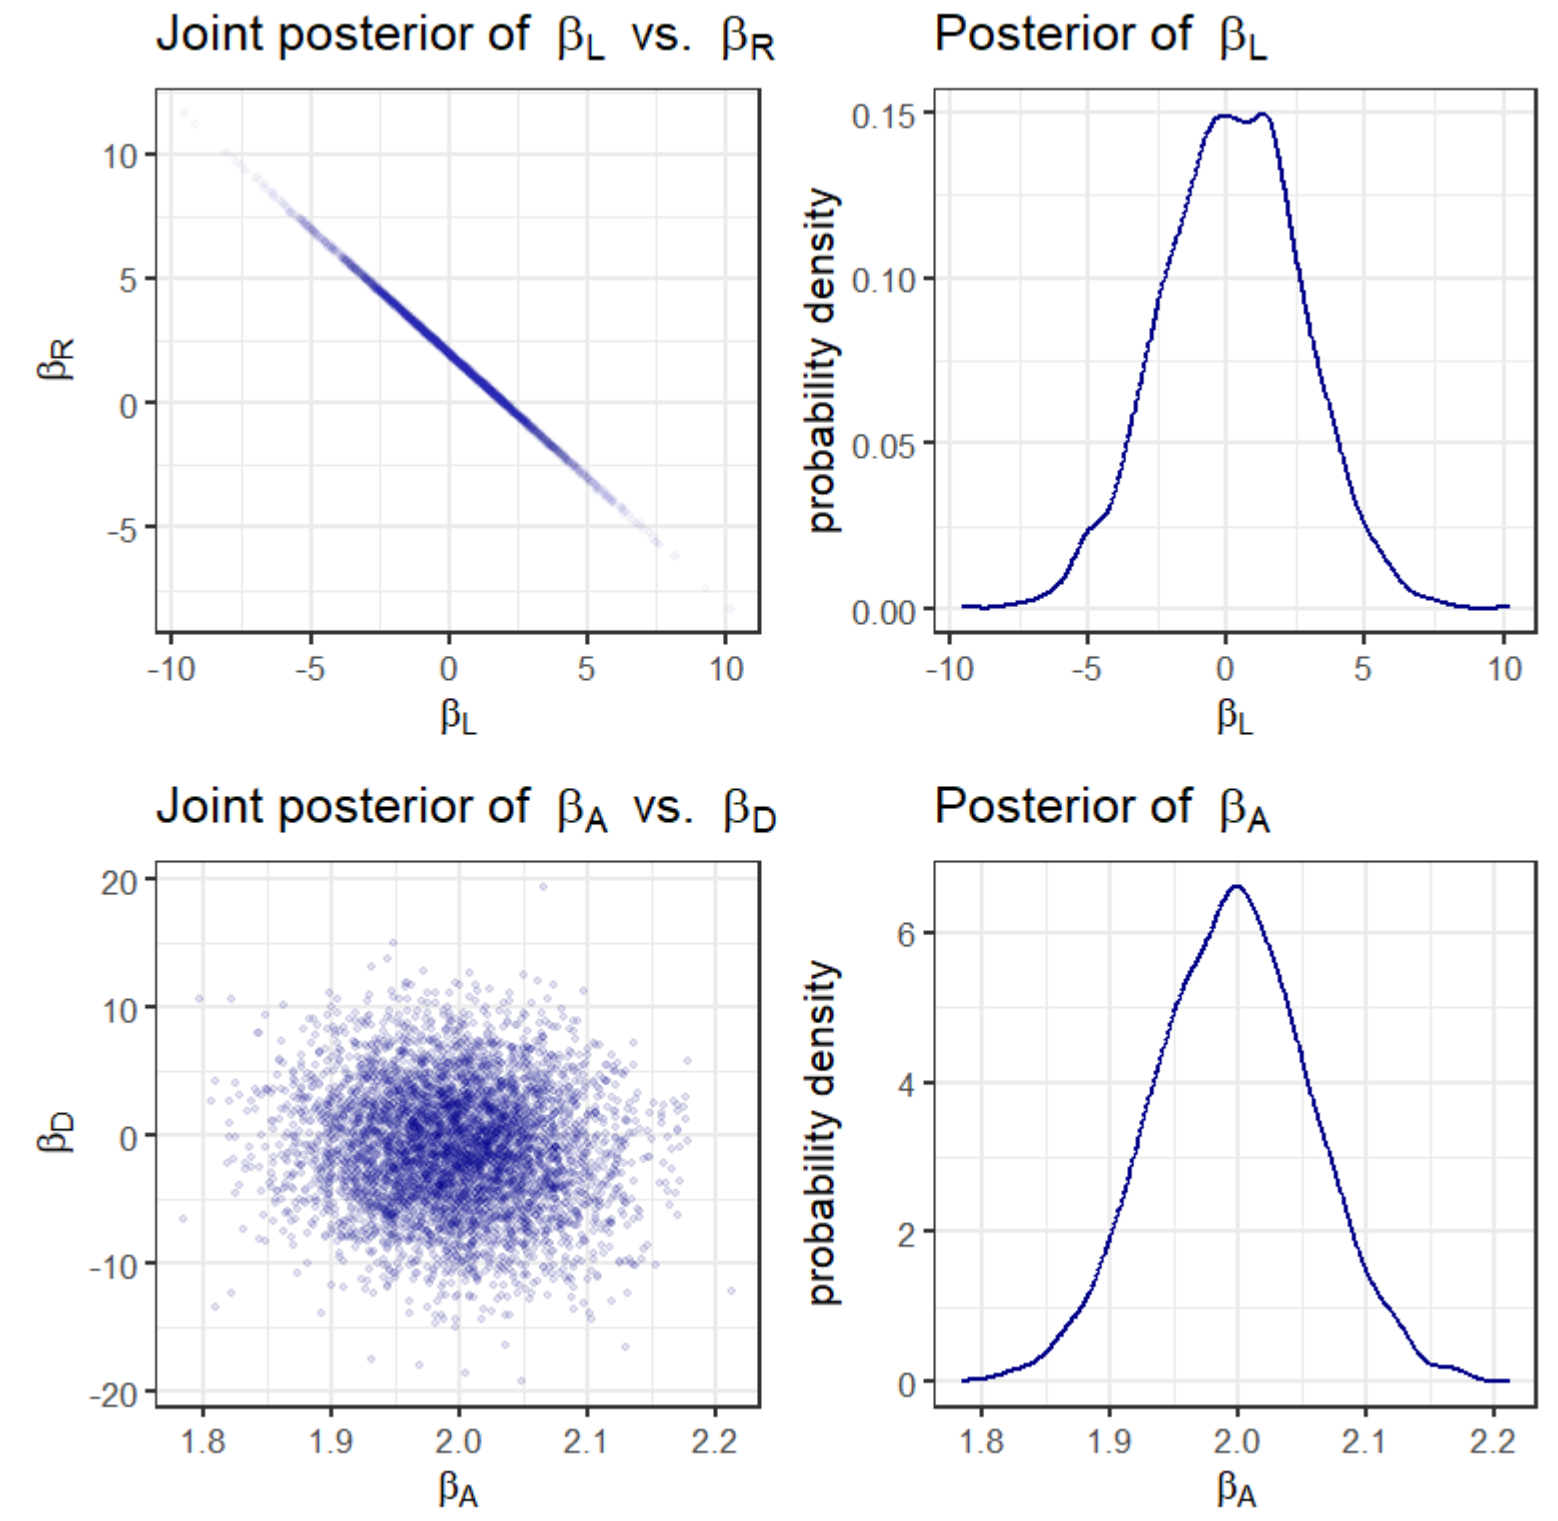 Joint posterior of βL vs. βR
10
5
0
-5
βR
-10 -5 0 5 10
βL
Posterior of βL
0.15
0.10
0.05
0.00
probability density
-10 -5 0 5 10
βL
Joint posterior of βA vs. βD
20
10
0
-10
-20
βD
1.8 1.9 2.0 2.1 2.2
βA
Posterior of βA
6
4
2
0
probability density
1.8 1.9 2.0 2.1 2.2
βA